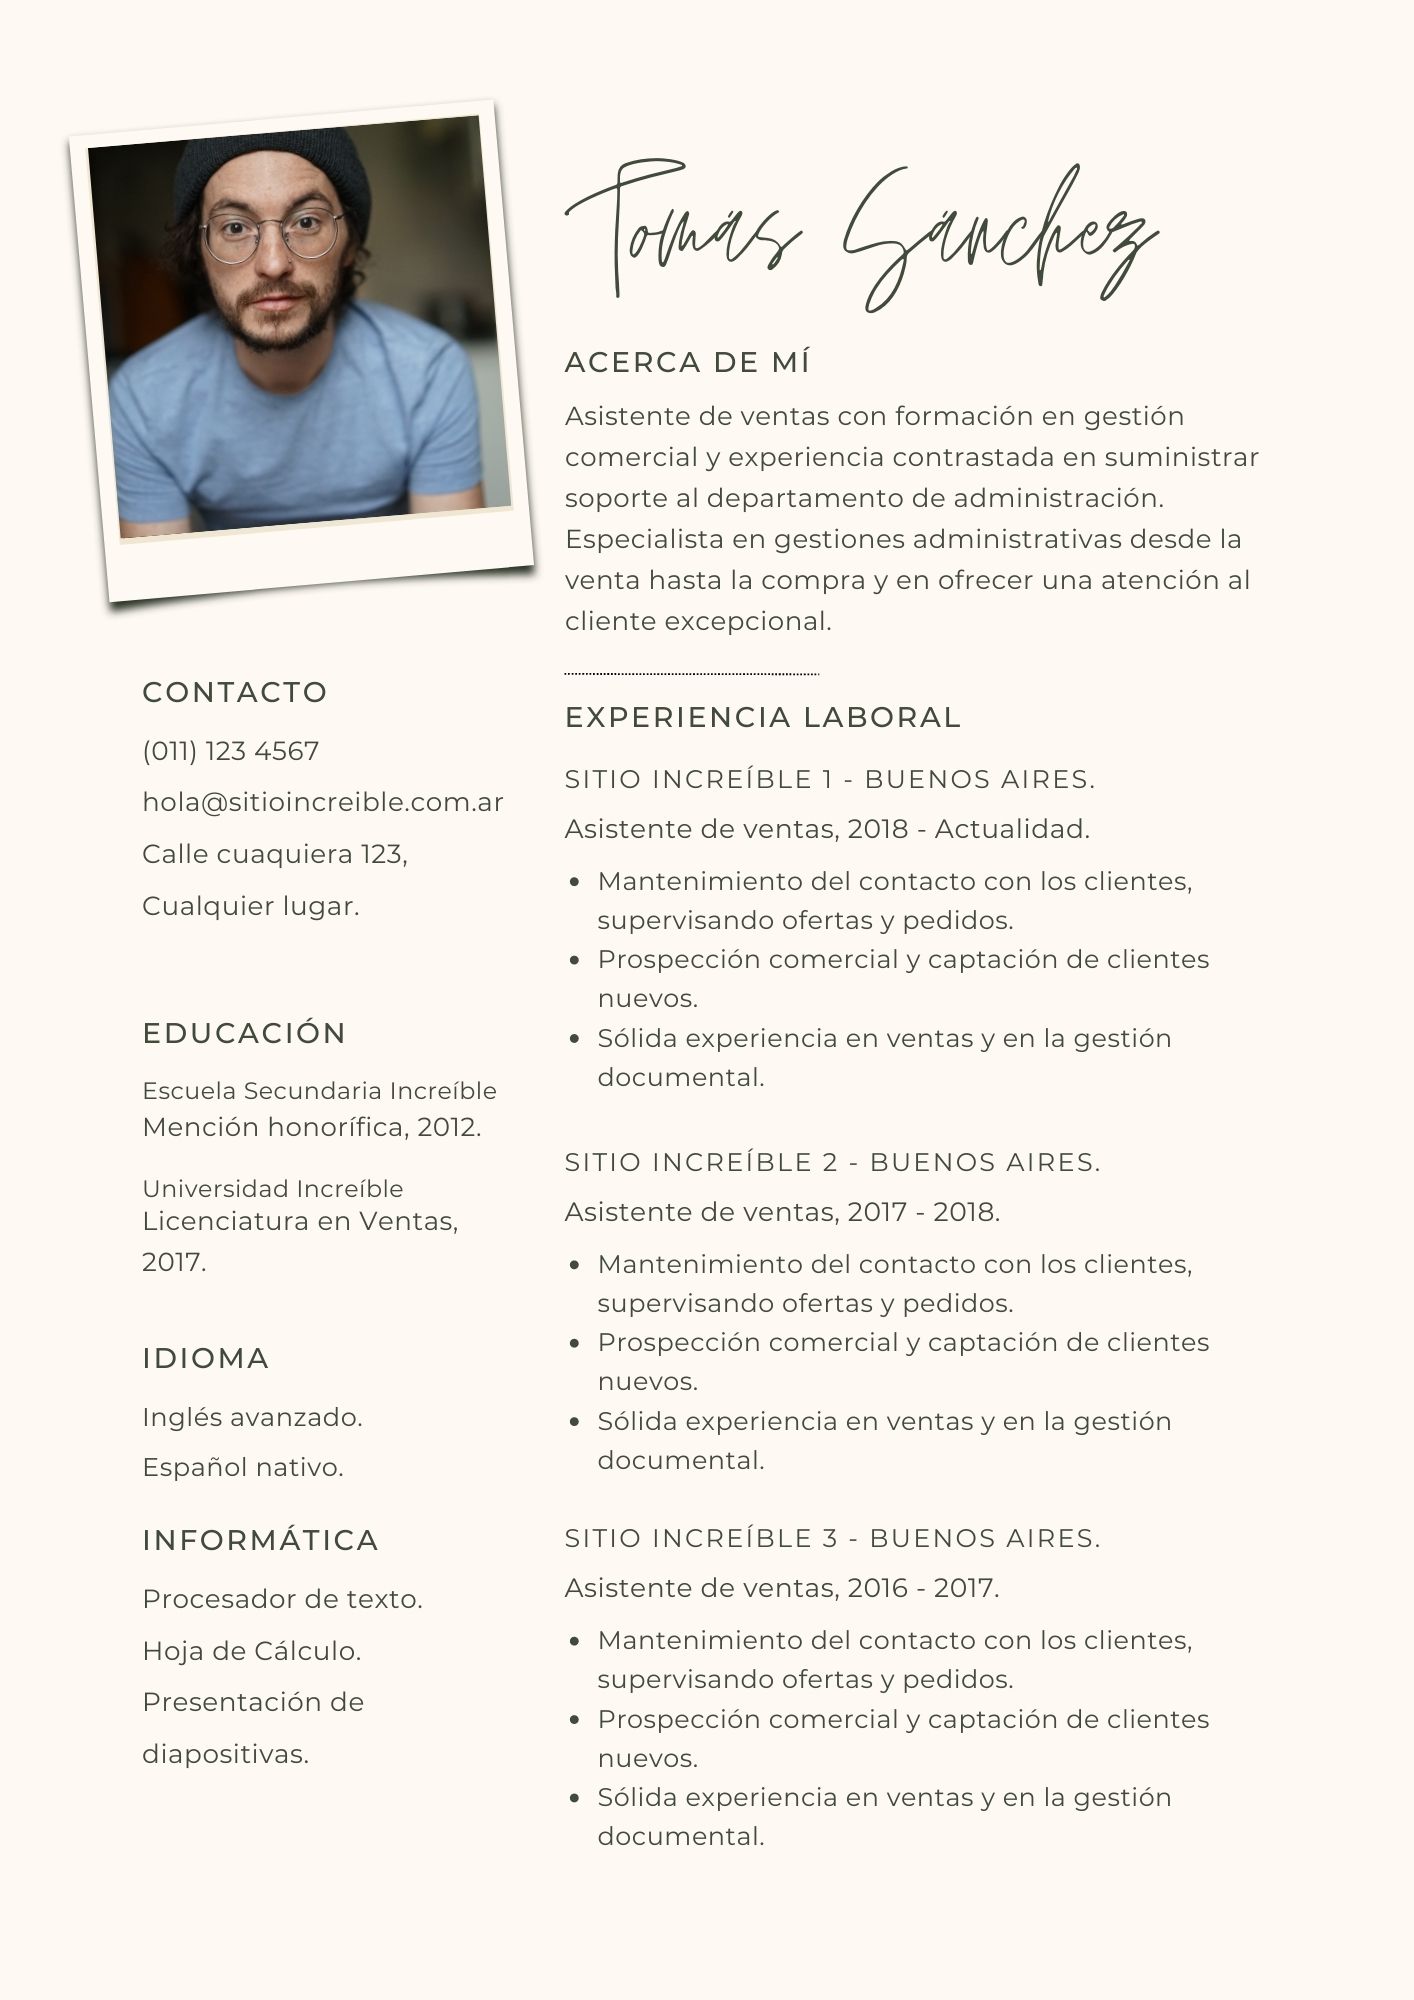 Tomás Sánchez
ACERCA DE MÍ
Asistente de ventas con formación en gestión
comercial y experiencia contrastada en suministrar
soporte al departamento de administración.
Especialista en gestiones administrativas desde la
venta hasta la compra y en ofrecer una atención al
cliente excepcional.
CONTACTO
(011) 123 4567
hola@sitioincreible.com.ar
Calle cuaquiera 123,
Cualquier lugar.
EDUCACIÓN
Escuela Secundaria Increíble
Mención honorífica, 2012.
Universidad Increíble
Licenciatura en Ventas,
2017.
IDIOMA
Inglés avanzado.
Español nativo.
INFORMÁTICA
Procesador de texto.
Hoja de Cálculo.
Presentación de
diapositivas.
EXPERIENCIA LABORAL
SITIO INCREÍBLE 1 - BUENOS AIRES.
Asistente de ventas, 2018 - Actualidad.
• Mantenimiento del contacto con los clientes,
supervisando ofertas y pedidos.
• Prospección comercial y captación de clientes
nuevos.
• Sólida experiencia en ventas y en la gestión
documental.
SITIO INCREÍBLE 2 - BUENOS AIRES.
Asistente de ventas, 2017 - 2018.
• Mantenimiento del contacto con los clientes,
supervisando ofertas y pedidos.
• Prospección comercial y captación de clientes
nuevos.
• Sólida experiencia en ventas y en la gestión
documental.
SITIO INCREÍBLE 3 - BUENOS AIRES.
Asistente de ventas, 2016 - 2017.
• Mantenimiento del contacto con los clientes,
supervisando ofertas y pedidos.
• Prospección comercial y captación de clientes
nuevos.
• Sólida experiencia en ventas y en la gestión
documental.